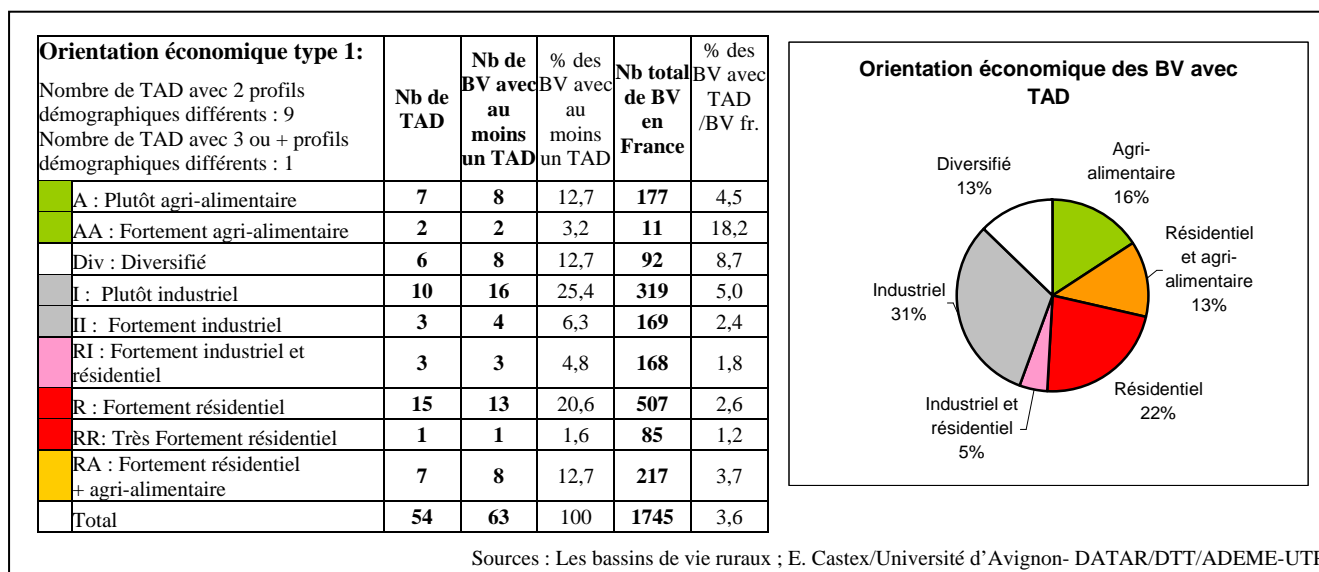 Orientation économique type 1:
Nombre de TAD avec 2 profils
démographiques différents : 9
Nombre de TAD avec 3 ou + profils
démographiques différents : 1
Nb de
TAD
Nb de
BV avec
au
moins
un TAD
% des
BV avec
au
moins
un TAD
Nb total
de BV
en
France
% des
BV avec
TAD
/BV fr.
A : Plutôt agri-alimentaire 7 8 12,7 177 4,5
AA : Fortement agri-alimentaire 2 2 3,2 11 18,2
Div : Diversifié 6 8 12,7 92 8,7
I : Plutôt industriel 10 16 25,4 319 5,0
II : Fortement industriel 3 4 6,3 169 2,4
RI : Fortement industriel et
résidentiel 3 3 4,8 168 1,8
R : Fortement résidentiel 15 13 20,6 507 2,6
RR: Très Fortement résidentiel 1 1 1,6 85 1,2
RA : Fortement résidentiel
+ agri-alimentaire 7 8 12,7 217 3,7
Total 54 63 100 1745 3,6
Orientation économique des BV avec
TAD
Agri-
alimentaire
16%
Résidentiel
et agri-
alimentaire
13%
Résidentiel
22%
Industriel et
résidentiel
5%
Industriel
31%
Diversifié
13%
Sources : Les bassins de vie ruraux ; E. Castex/Université d'Avignon- DATAR/DTT/ADEME-UTP